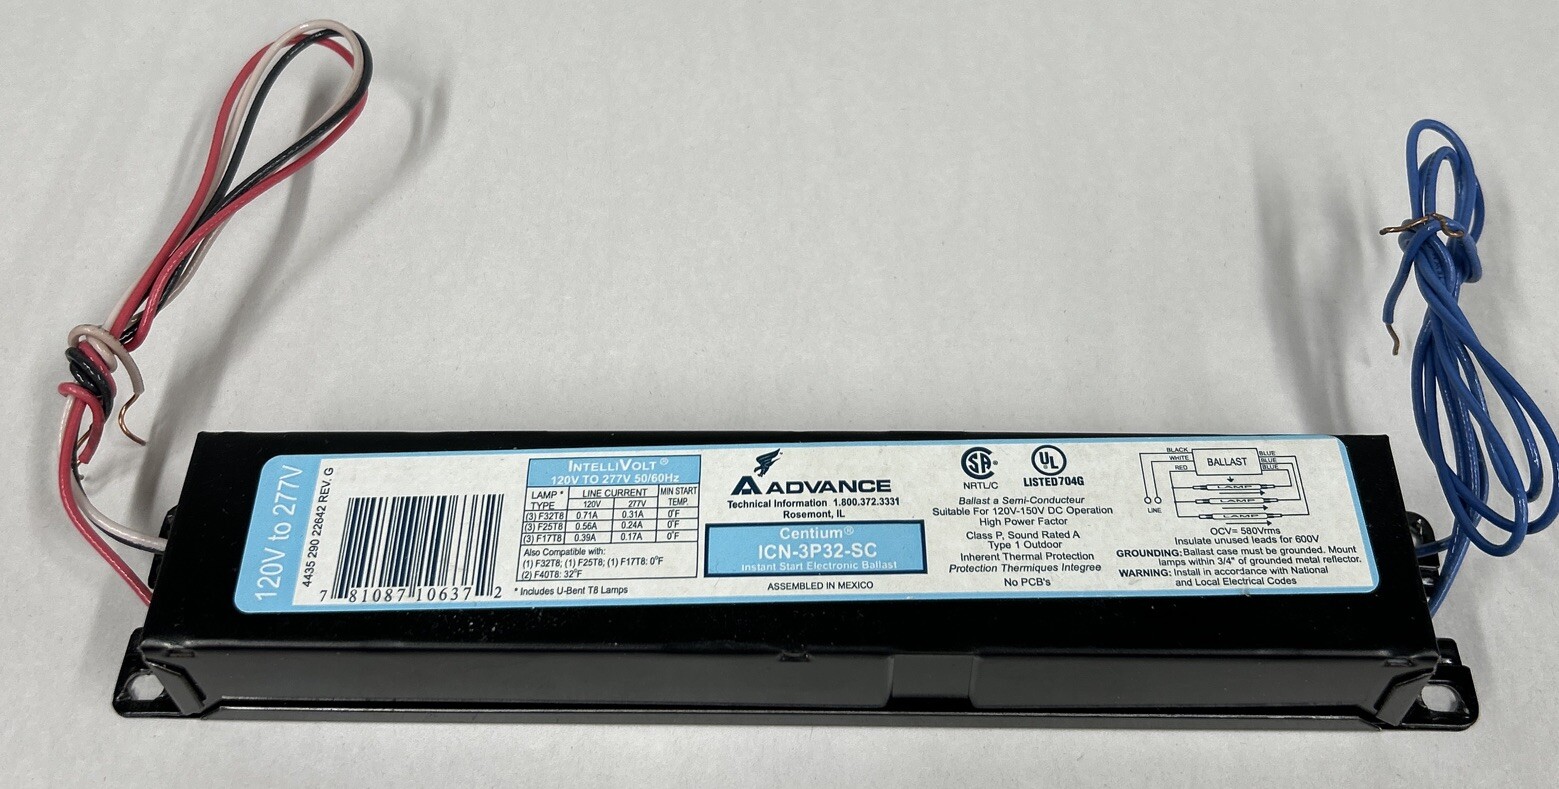 120V to 277V
4435 290 22642 REV. G
7 81087 10637 2
INTELLIVOLT®
120V TO 277V 50/60Hz
LAMP * TYPE LINE CURRENT MIN START TEMP.
120V 277V
(3) F32T8 0.71A 0.31A 0°F
(3) F25T8 0.56A 0.24A 0°F
(3) F17T8 0.39A 0.17A 0°F
Also Compatible with:
(1) F32T8; (1) F25T8; (1) F17T8: 0°F
(2) F40T8: 32°F
* Includes U-Bent T8 Lamps
ADVANCE
Technical Information 1.800.372.3331
Rosemont, IL
Centium®
ICN-3P32-SC
Instant Start Electronic Ballast
ASSEMBLED IN MEXICO
SA
NRTL/C
UL
LISTED704G
Ballast a Semi-Conducteur
Suitable For 120V-150V DC Operation
High Power Factor
Class P, Sound Rated A
Type 1 Outdoor
Inherent Thermal Protection
Protection Thermiques Integree
No PCB's
BLACK
WHITE
RED
LINE
BALLAST
BLUE
BLUE
BLUE
LAMP
LAMP
LAMP
OCV= 580Vrms
Insulate unused leads for 600V
GROUNDING: Ballast case must be grounded. Mount
lamps within 3/4" of grounded metal reflector.
WARNING: Install in accordance with National
and Local Electrical Codes